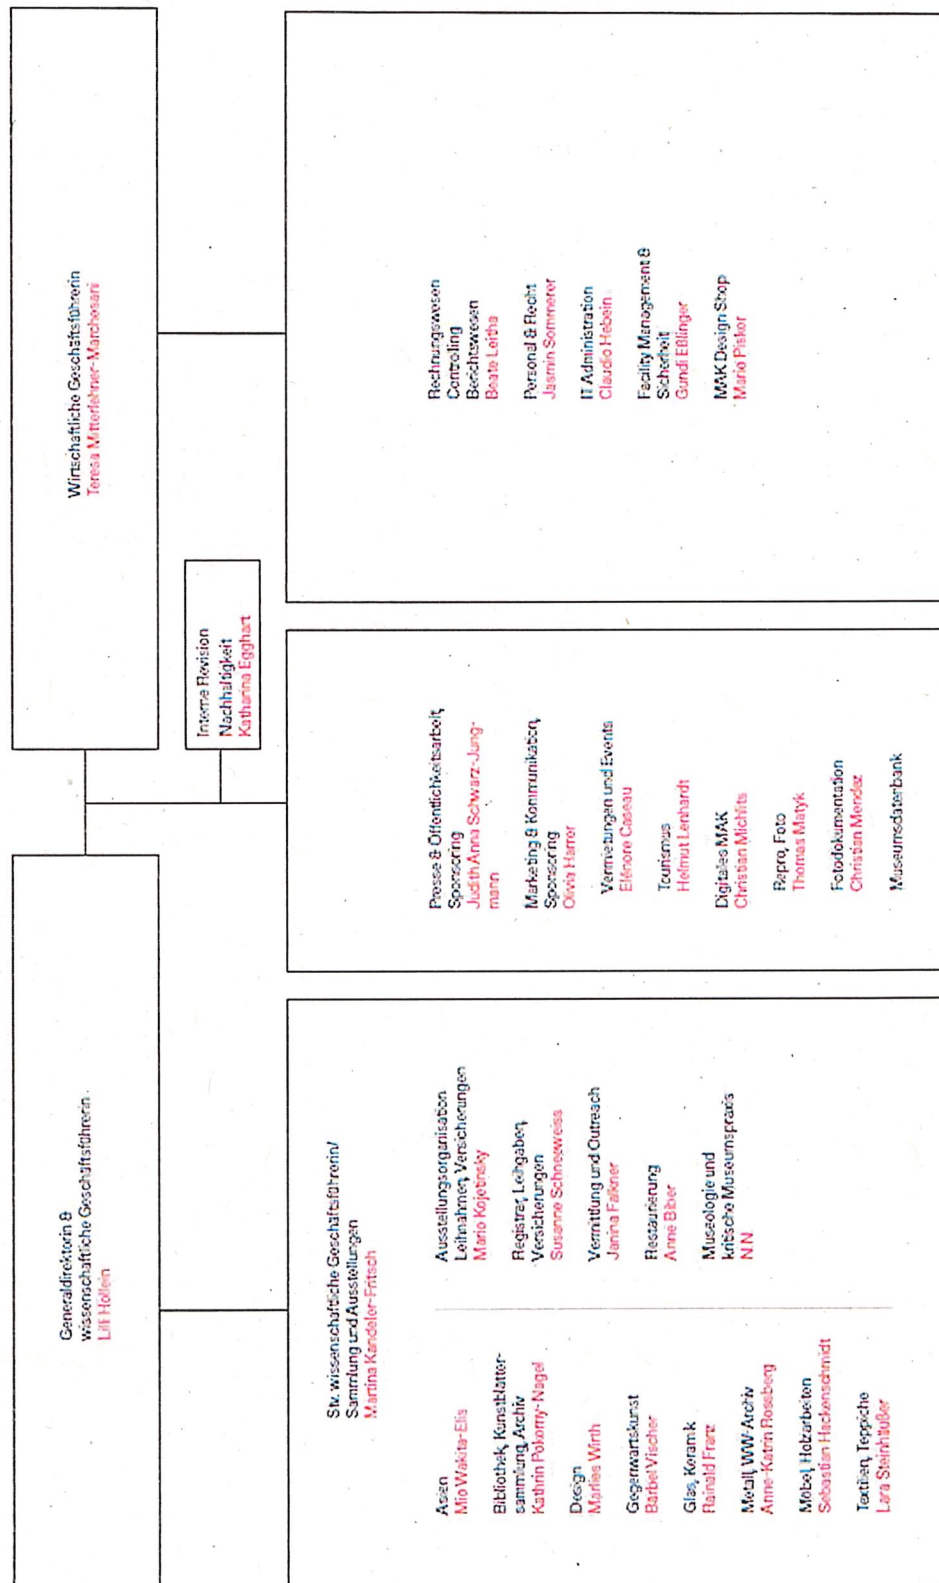 Generaldirektorin &
wissenschaftliche Geschäftsführerin
Lilli Hollein
Wirtschaftliche Geschäftsführerin
Teresa Mitterlehner-Marchesani
Interne Revision
Nachhaltigkeit
Katharina Egghart
Stv. wissenschaftliche Geschäftsführerin/
Sammlung und Ausstellungen
Martina Kandeler-Fritsch
Asien
Mio Wakita-Elis
Bibliothek, Kunstblätter-
sammlung, Archiv
Kathrin Pokorny-Nagel
Design
Marlies Wirth
Gegenwartskunst
Bärbel Vischer
Glas, Keramik
Rainald Franz
Metall, WW-Archiv
Anne-Katrin Rossberg
Möbel, Holzarbeiten
Sebastian Hackenschmidt
Textilien, Teppiche
Lara Steinhäußer
Ausstellungsorganisation
Leihnahmen, Versicherungen
Mario Kojetinsky
Registrar, Leihgaben,
Versicherungen
Susanne Schneeweiss
Vermittlung und Outreach
Janina Falkner
Restaurierung
Anne Biber
Museologie und
kritische Museumspraxis
N.N.
Presse & Öffentlichkeitsarbeit,
Sponsoring
Judith Anna Schwarz-Jung-
mann
Marketing & Kommunikation,
Sponsoring
Olivia Harrer
Vermietungen und Events
Elénore Caseau
Tourismus
Helmut Lenhardt
Digitales MAK
Christian Michlits
Repro, Foto
Thomas Matyk
Fotodokumentation
Christian Mendez
Museumsdatenbank
Rechnungswesen
Controlling
Berichtswesen
Beate Leitha
Personal & Recht
Jasmin Sommerer
IT Administration
Claudio Hebein
Facility Management &
Sicherheit
Gundi Eßlinger
MAK Design Shop
Mario Piskor